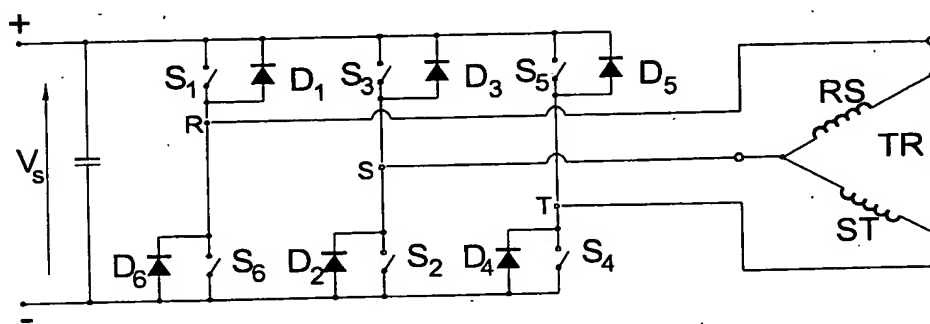 +
S1 D1 S3 D3 S5 D5
RS
R
TR
Vs
S
T
ST
D6 S6 D2 S2 D4 S4
-